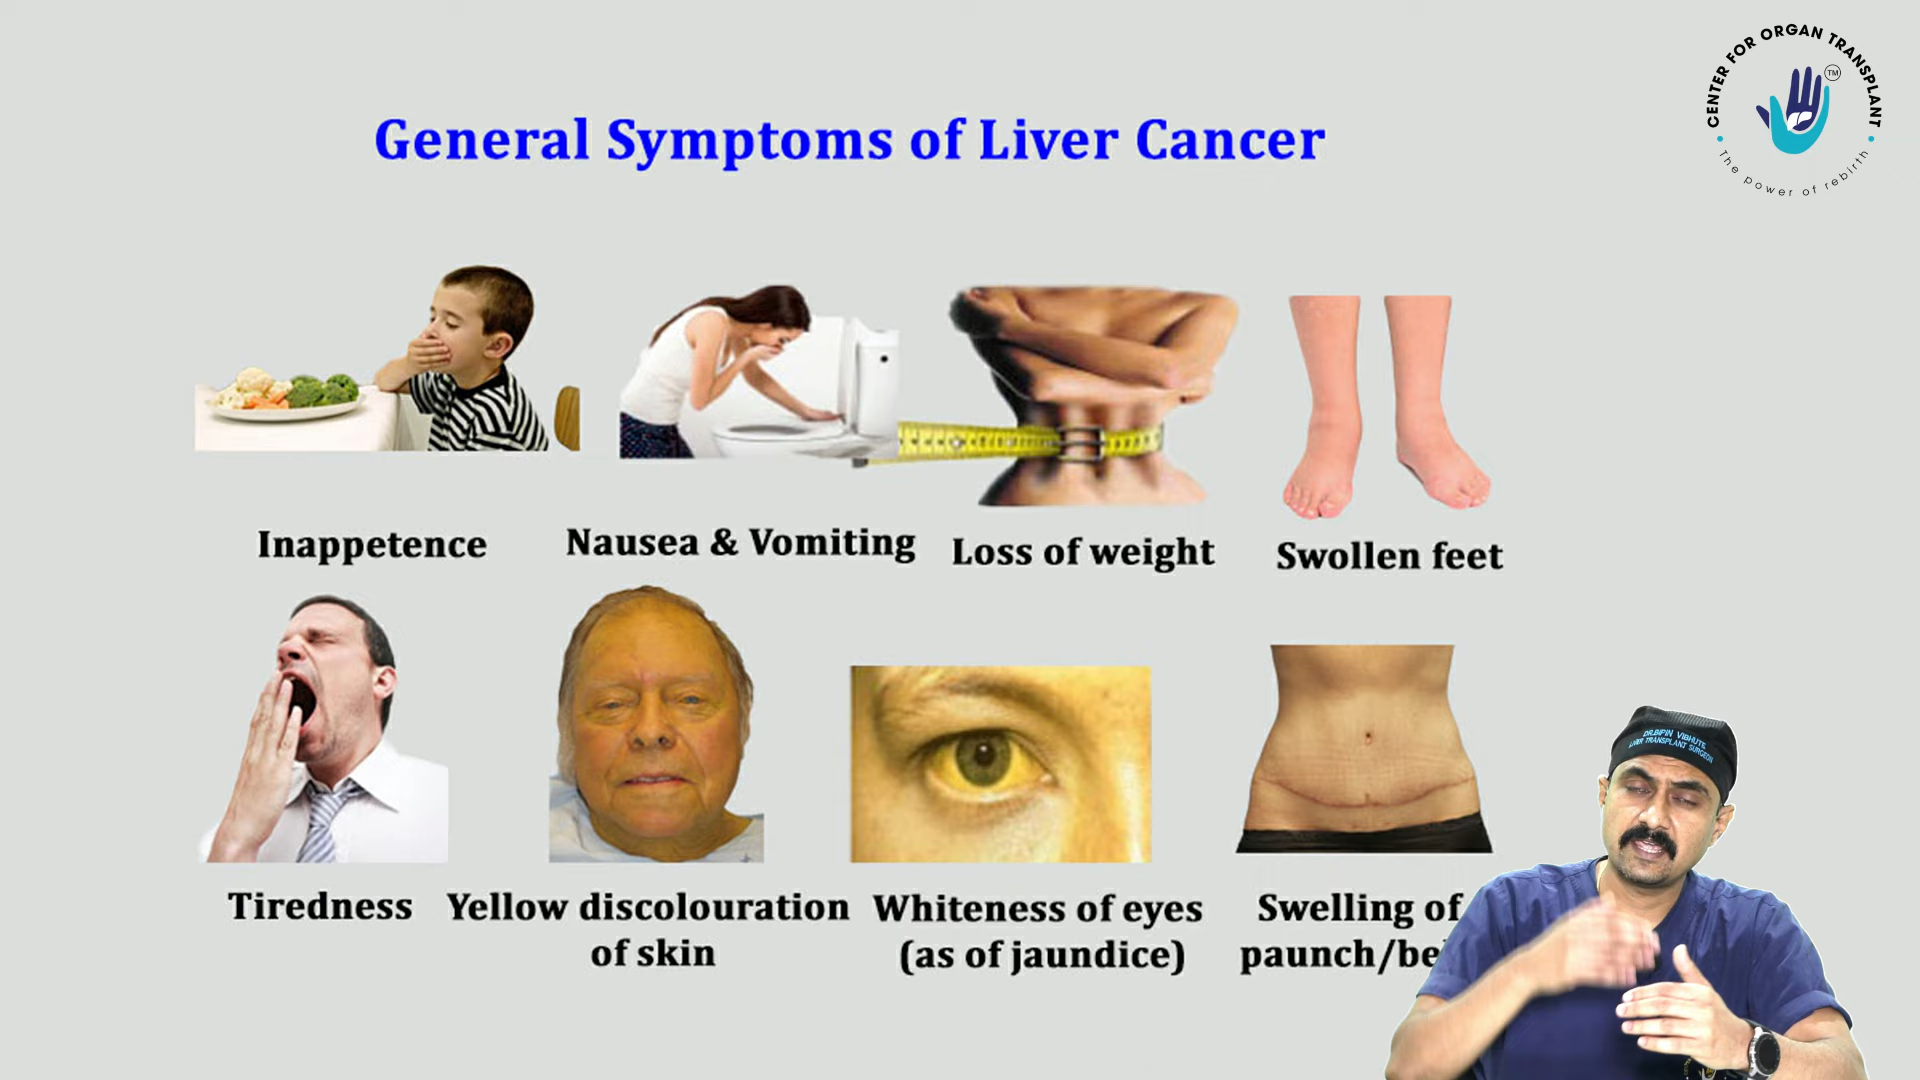 CENTER FOR ORGAN TRANSPLANT
TM
The power of rebirth
General Symptoms of Liver Cancer
Inappetence
Nausea & Vomiting
Loss of weight
Swollen feet
Tiredness
Yellow discolouration
of skin
Whiteness of eyes
(as of jaundice)
Swelling of
paunch/be
DR.BIPIN VIBHUTE
LIVER TRANSPLANT SURGEON